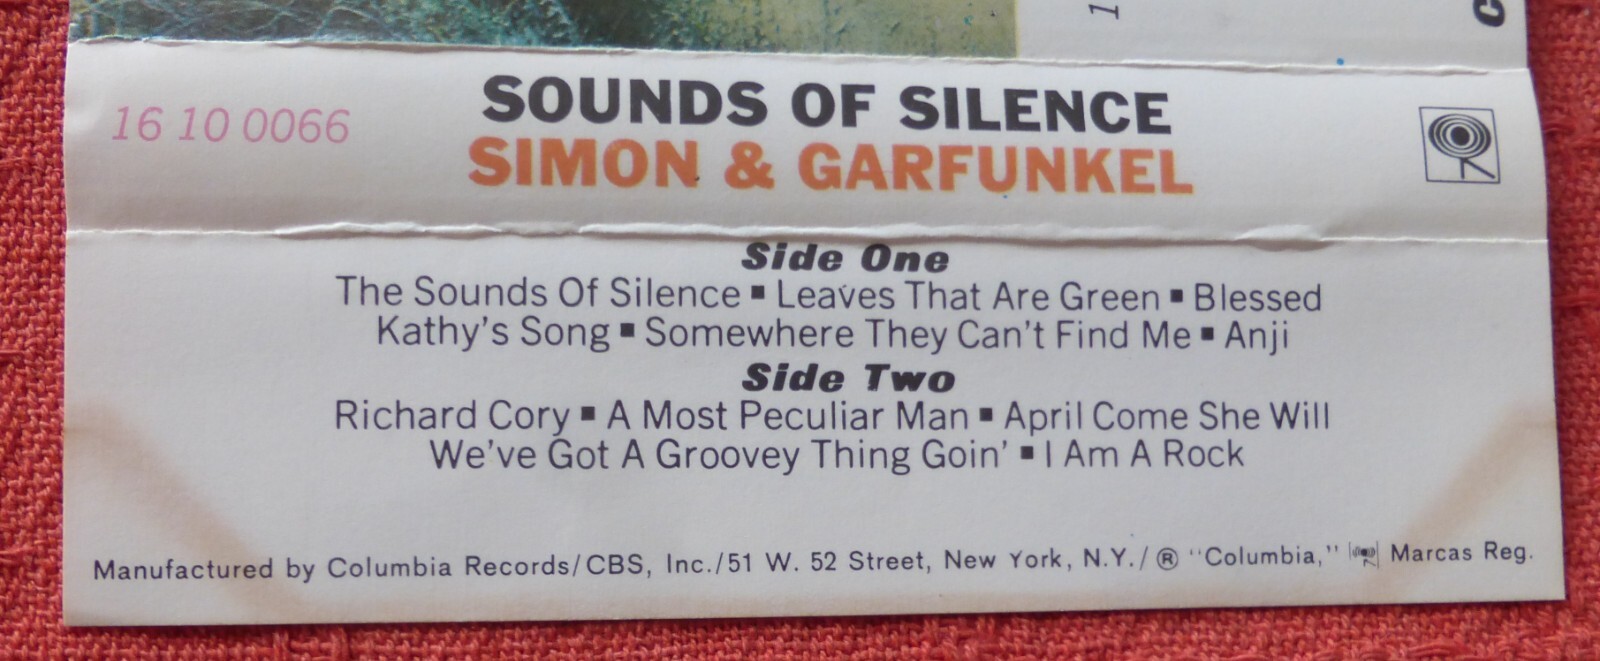 1
C
16 10 0066
SOUNDS OF SILENCE
SIMON & GARFUNKEL
Side One
The Sounds Of Silence ▪ Leaves That Are Green ▪ Blessed
Kathy's Song ▪ Somewhere They Can't Find Me ▪ Anji
Side Two
Richard Cory ▪ A Most Peculiar Man ▪ April Come She Will
We've Got A Groovey Thing Goin' ▪ I Am A Rock
Manufactured by Columbia Records/CBS, Inc./51 W. 52 Street, New York, N.Y./® "Columbia," Marcas Reg.